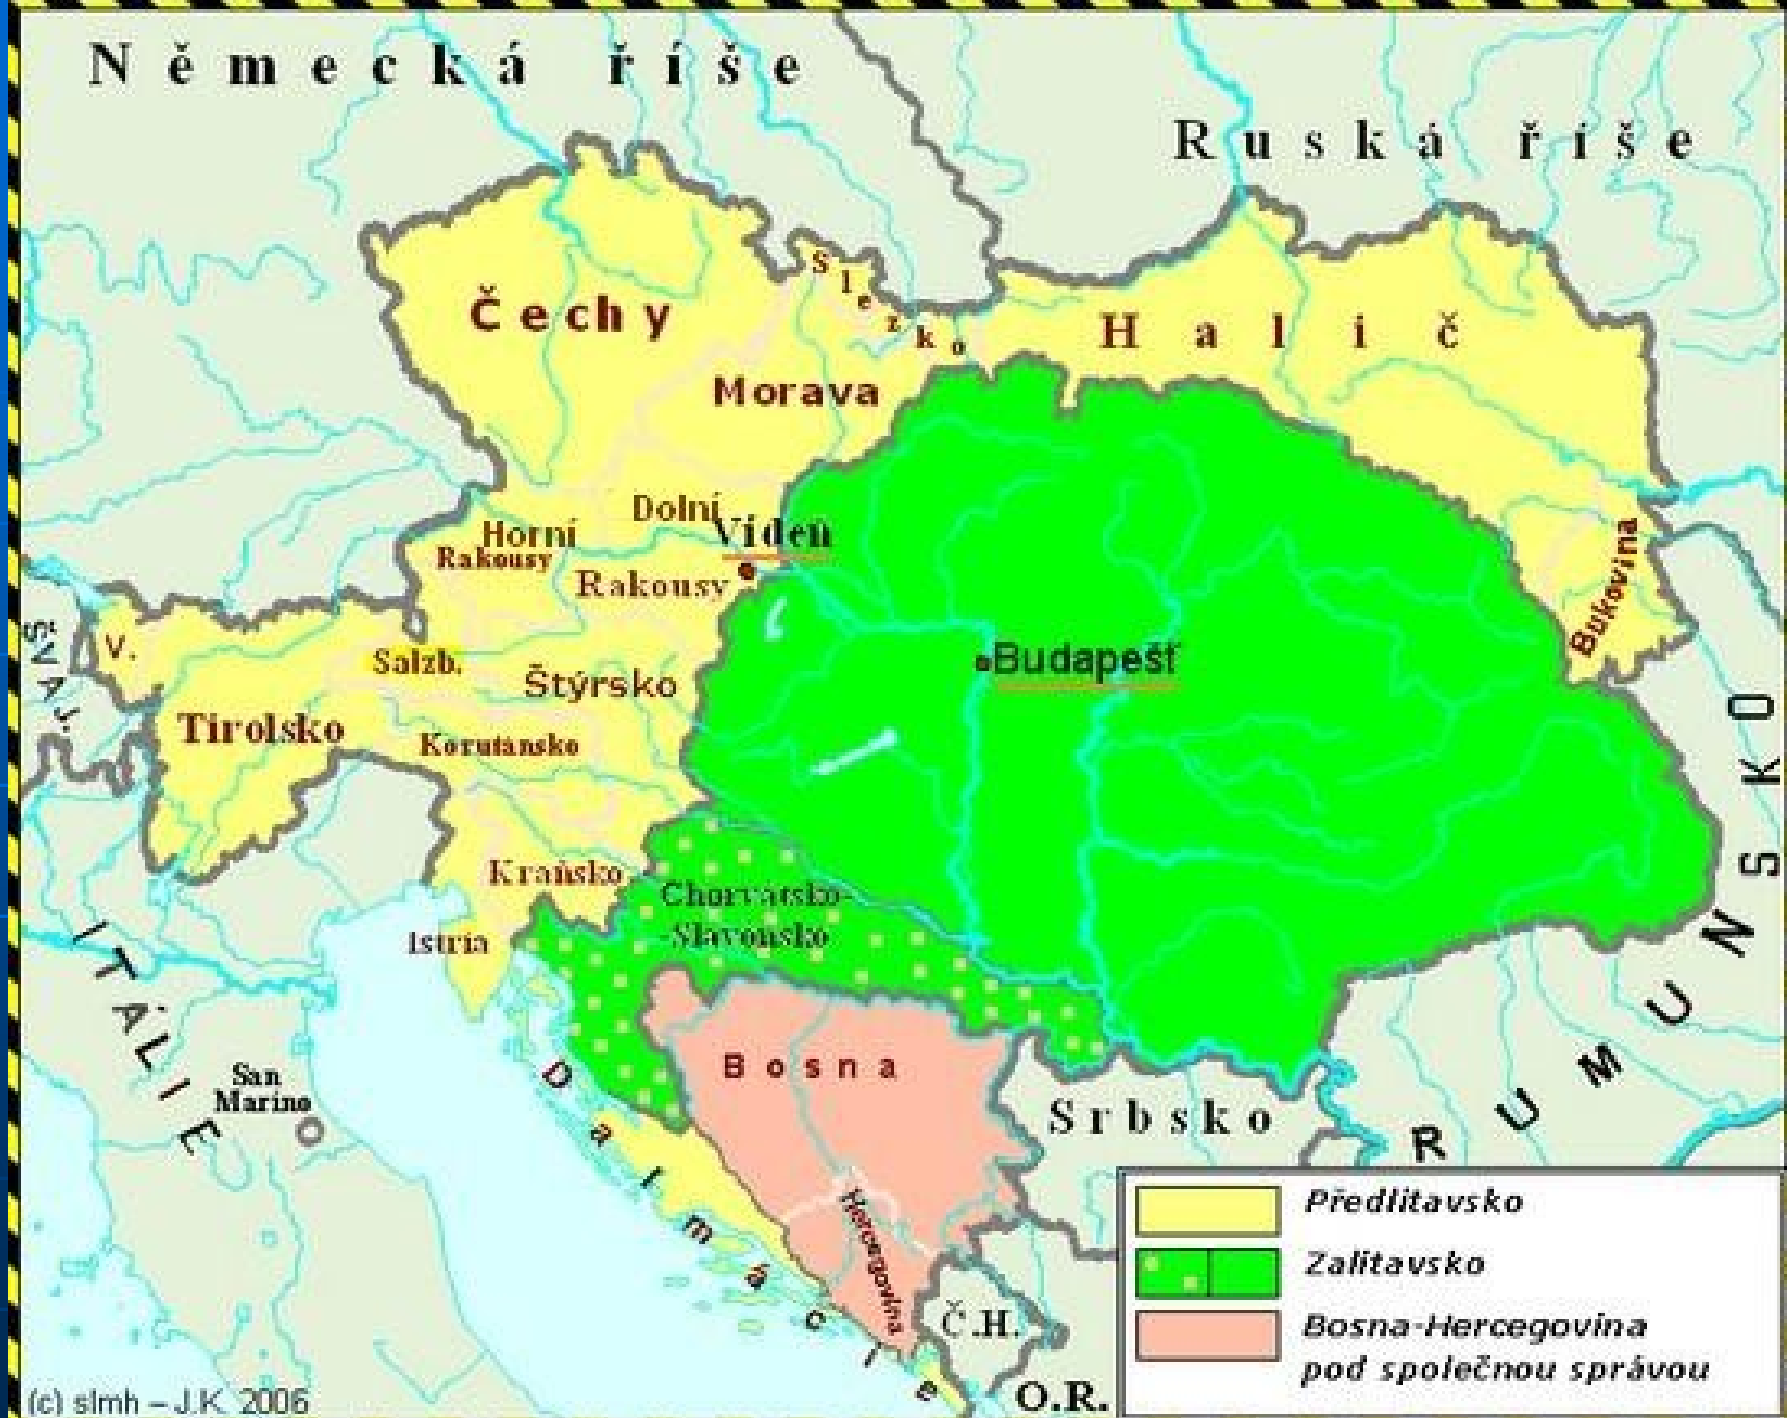 Německá říše
Ruská říše
Čechy
Slezsko
Halič
Morava
Dolní
Vídeň
Horní
Rakousy
Rakousy
Bukovina
ŠVAJ.
V.
Salzb.
Budapešť
Štýrsko
Tirolsko
Korutansko
RUMUNSKO
Kraňsko
Chorvatsko-
-Slavonsko
Istria
ITÁLIE
San
Marino
Dalmácie
Bosna
Hercegovina
Srbsko
Č.H.
O.R.
Předlitavsko
Zalitavsko
Bosna-Hercegovina
pod společnou správou
(c) slmh – J.K. 2006